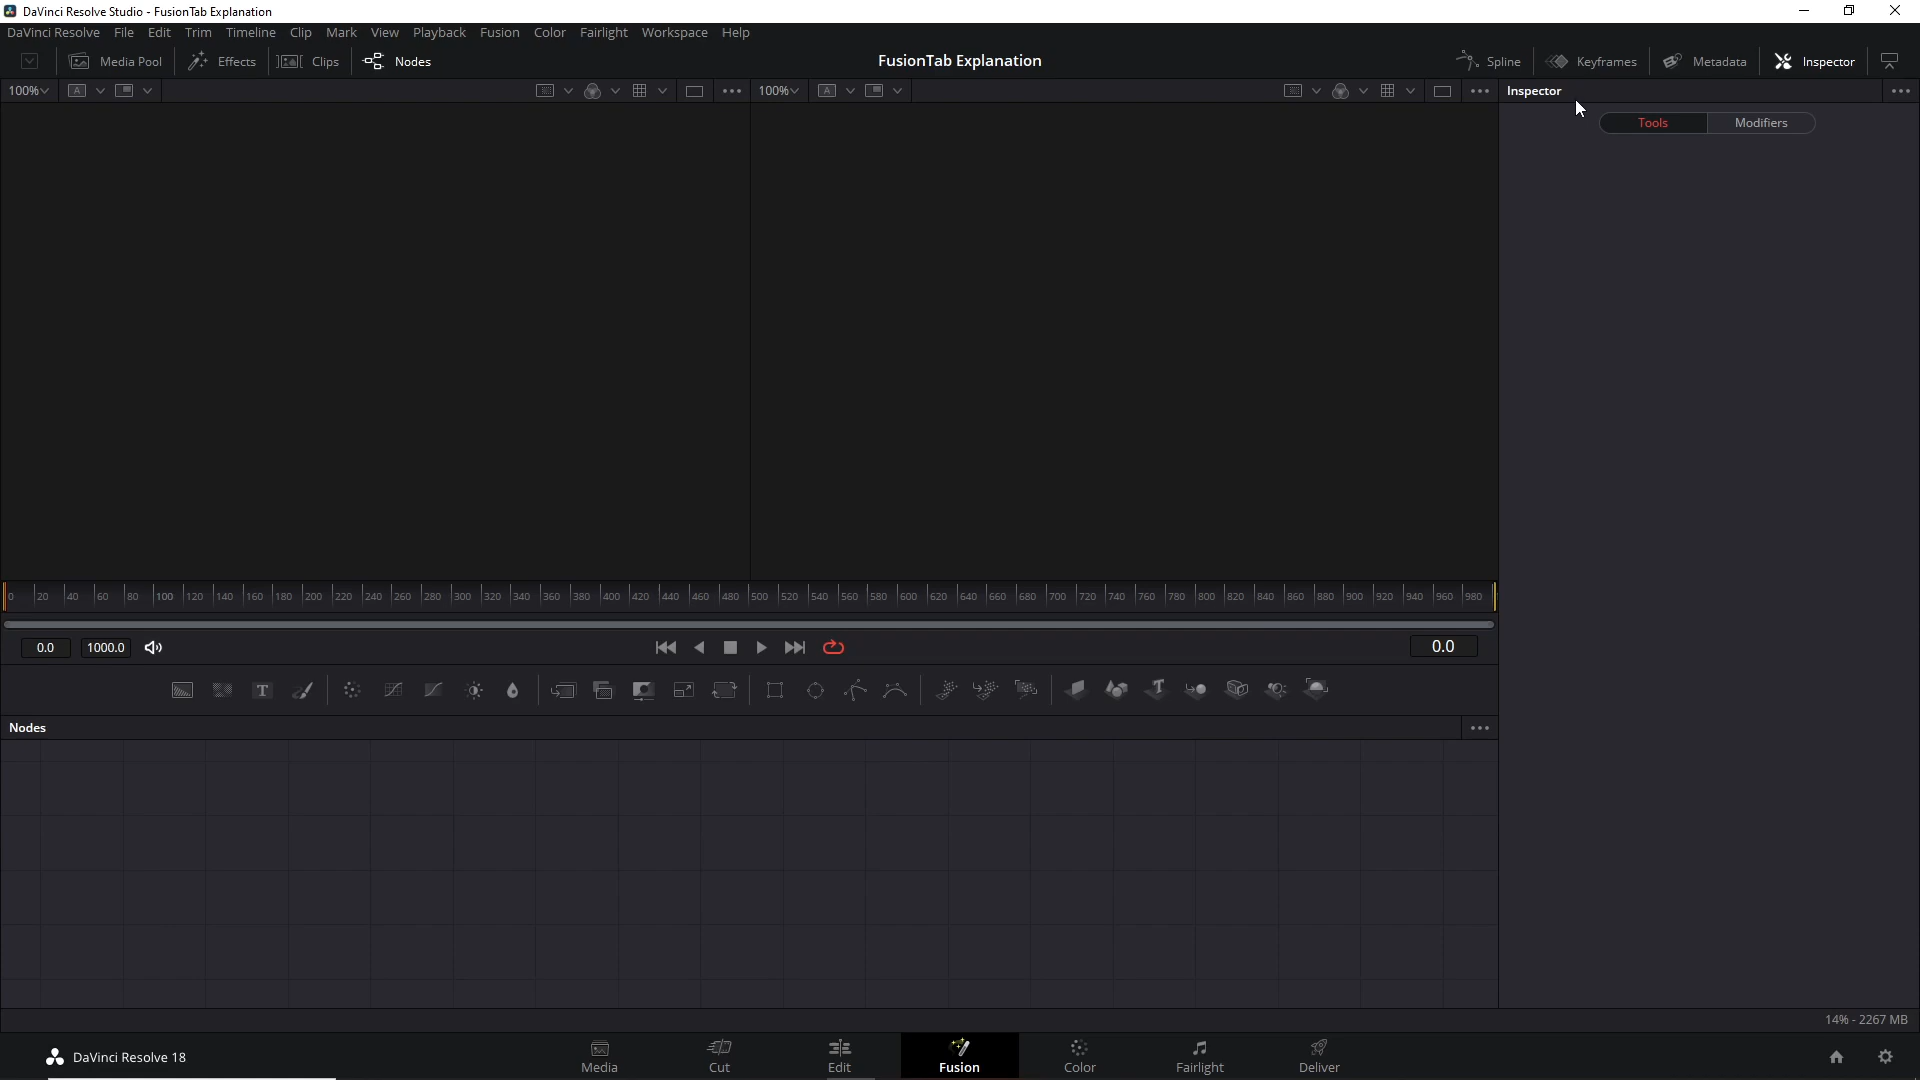 DaVinci Resolve Studio - FusionTab Explanation
DaVinci Resolve File Edit Trim Timeline Clip Mark View Playback Fusion Color Fairlight Workspace Help
Media Pool Effects Clips Nodes FusionTab Explanation Spline Keyframes Metadata Inspector
100% A 100% A Inspector
Tools Modifiers
0 20 40 60 80 100 120 140 160 180 200 220 240 260 280 300 320 340 360 380 400 420 440 460 480 500 520 540 560 580 600 620 640 660 680 700 720 740 760 780 800 820 840 860 880 900 920 940 960 980
0.0 1000.0 0.0
T T
Nodes
14% - 2267 MB
DaVinci Resolve 18 Media Cut Edit Fusion Color Fairlight Deliver